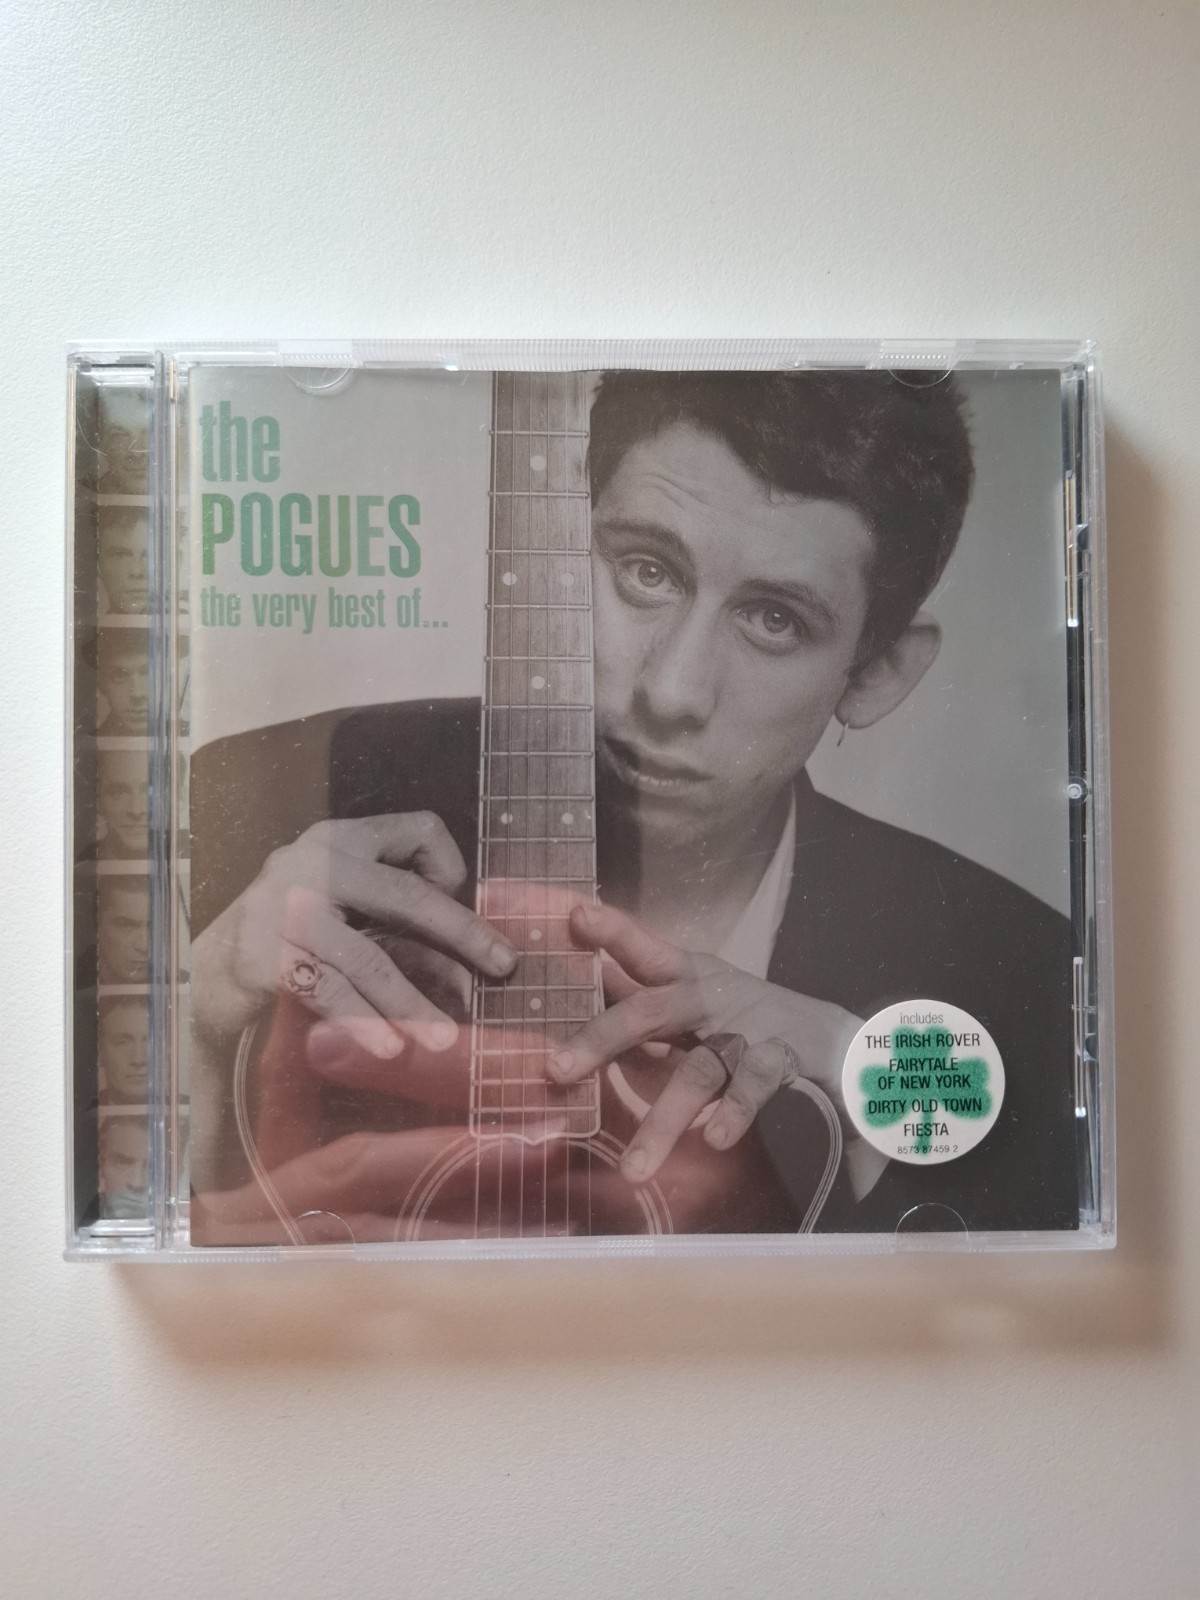 the
POGUES
the very best of...
includes
THE IRISH ROVER
FAIRYTALE
OF NEW YORK
DIRTY OLD TOWN
FIESTA
8573 87459 2